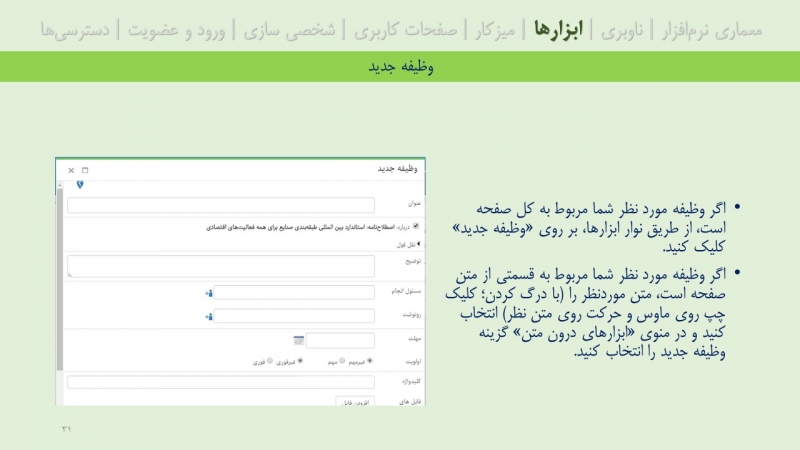 معماری نرم‌افزار | ناوبری | ابزارها | میزکار | صفحات کاربری | شخصی سازی | ورود و عضویت | دسترسی‌ها
وظیفه جدید
• اگر وظیفه مورد نظر شما مربوط به کل صفحه
است، از طریق نوار ابزارها، بر روی «وظیفه جدید»
کلیک کنید.
• اگر وظیفه مورد نظر شما مربوط به قسمتی از متن
صفحه است، متن موردنظر را (با درگ کردن؛ کلیک
چپ روی ماوس و حرکت روی متن نظر) انتخاب
کنید و در منوی «ابزارهای درون متن» گزینه
وظیفه جدید را انتخاب کنید.
وظیفه جدید
عنوان
درباره: اصطلاح‌نامه: استاندارد بین المللی طبقه‌بندی صنایع برای همه فعالیت‌های اقتصادی
نقل قول
توضیح
مسئول انجام
رونوشت
مهلت
اولویت غیرمهم مهم غیرفوری فوری
کلیدواژه
فایل های افزودن فایل
۳۱